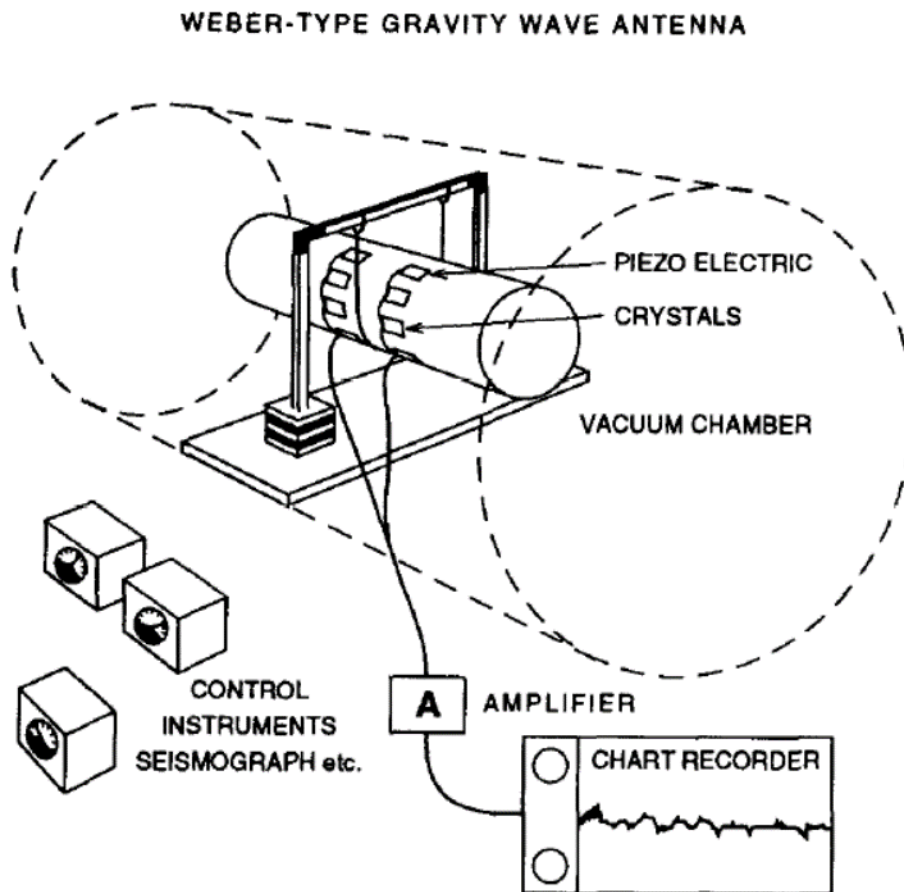 WEBER-TYPE GRAVITY WAVE ANTENNA
PIEZO ELECTRIC
CRYSTALS
VACUUM CHAMBER
CONTROL
INSTRUMENTS
SEISMOGRAPH etc.
A
AMPLIFIER
CHART RECORDER